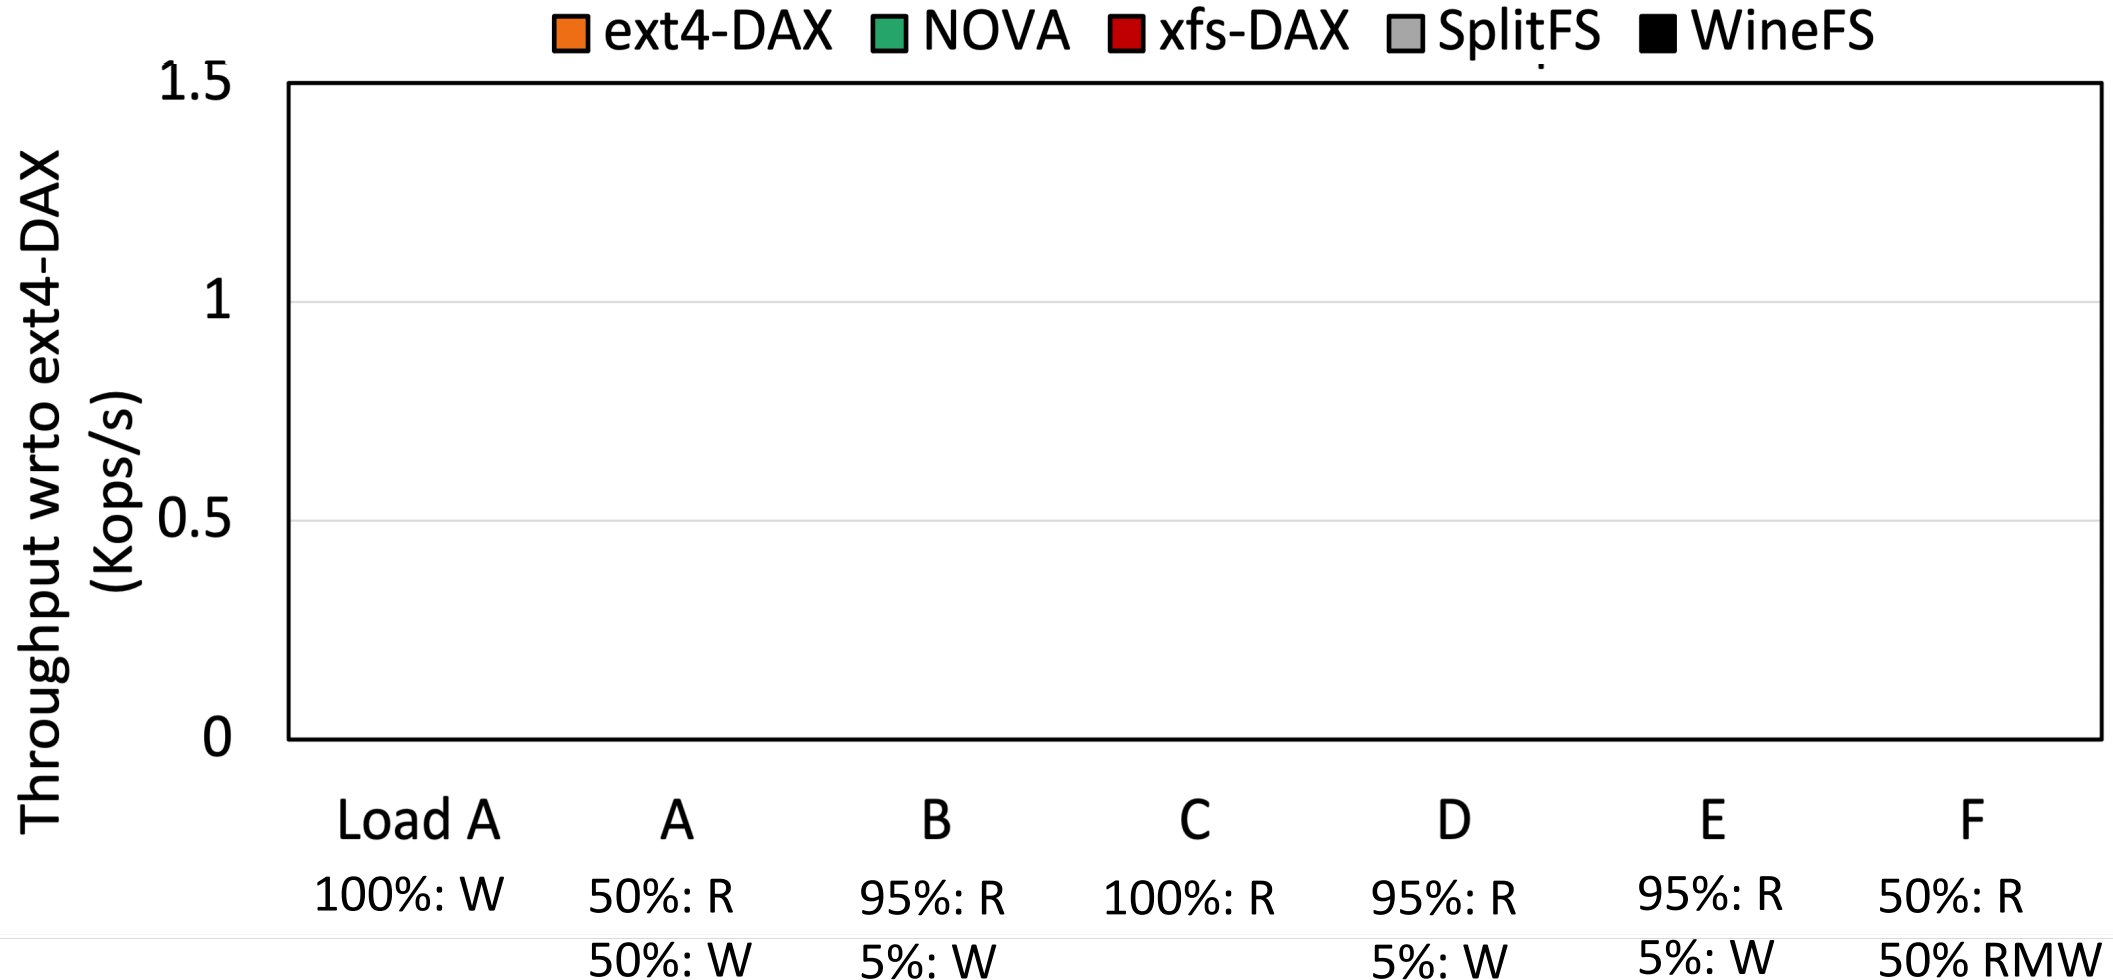 ext4-DAX NOVA xfs-DAX SplitFS WineFS
Throughput wrto ext4-DAX
(Kops/s)
1.5
1
0.5
0
Load A A B C D E F
100%: W 50%: R 95%: R 100%: R 95%: R 95%: R 50%: R
50%: W 5%: W 5%: W 5%: W 50% RMW